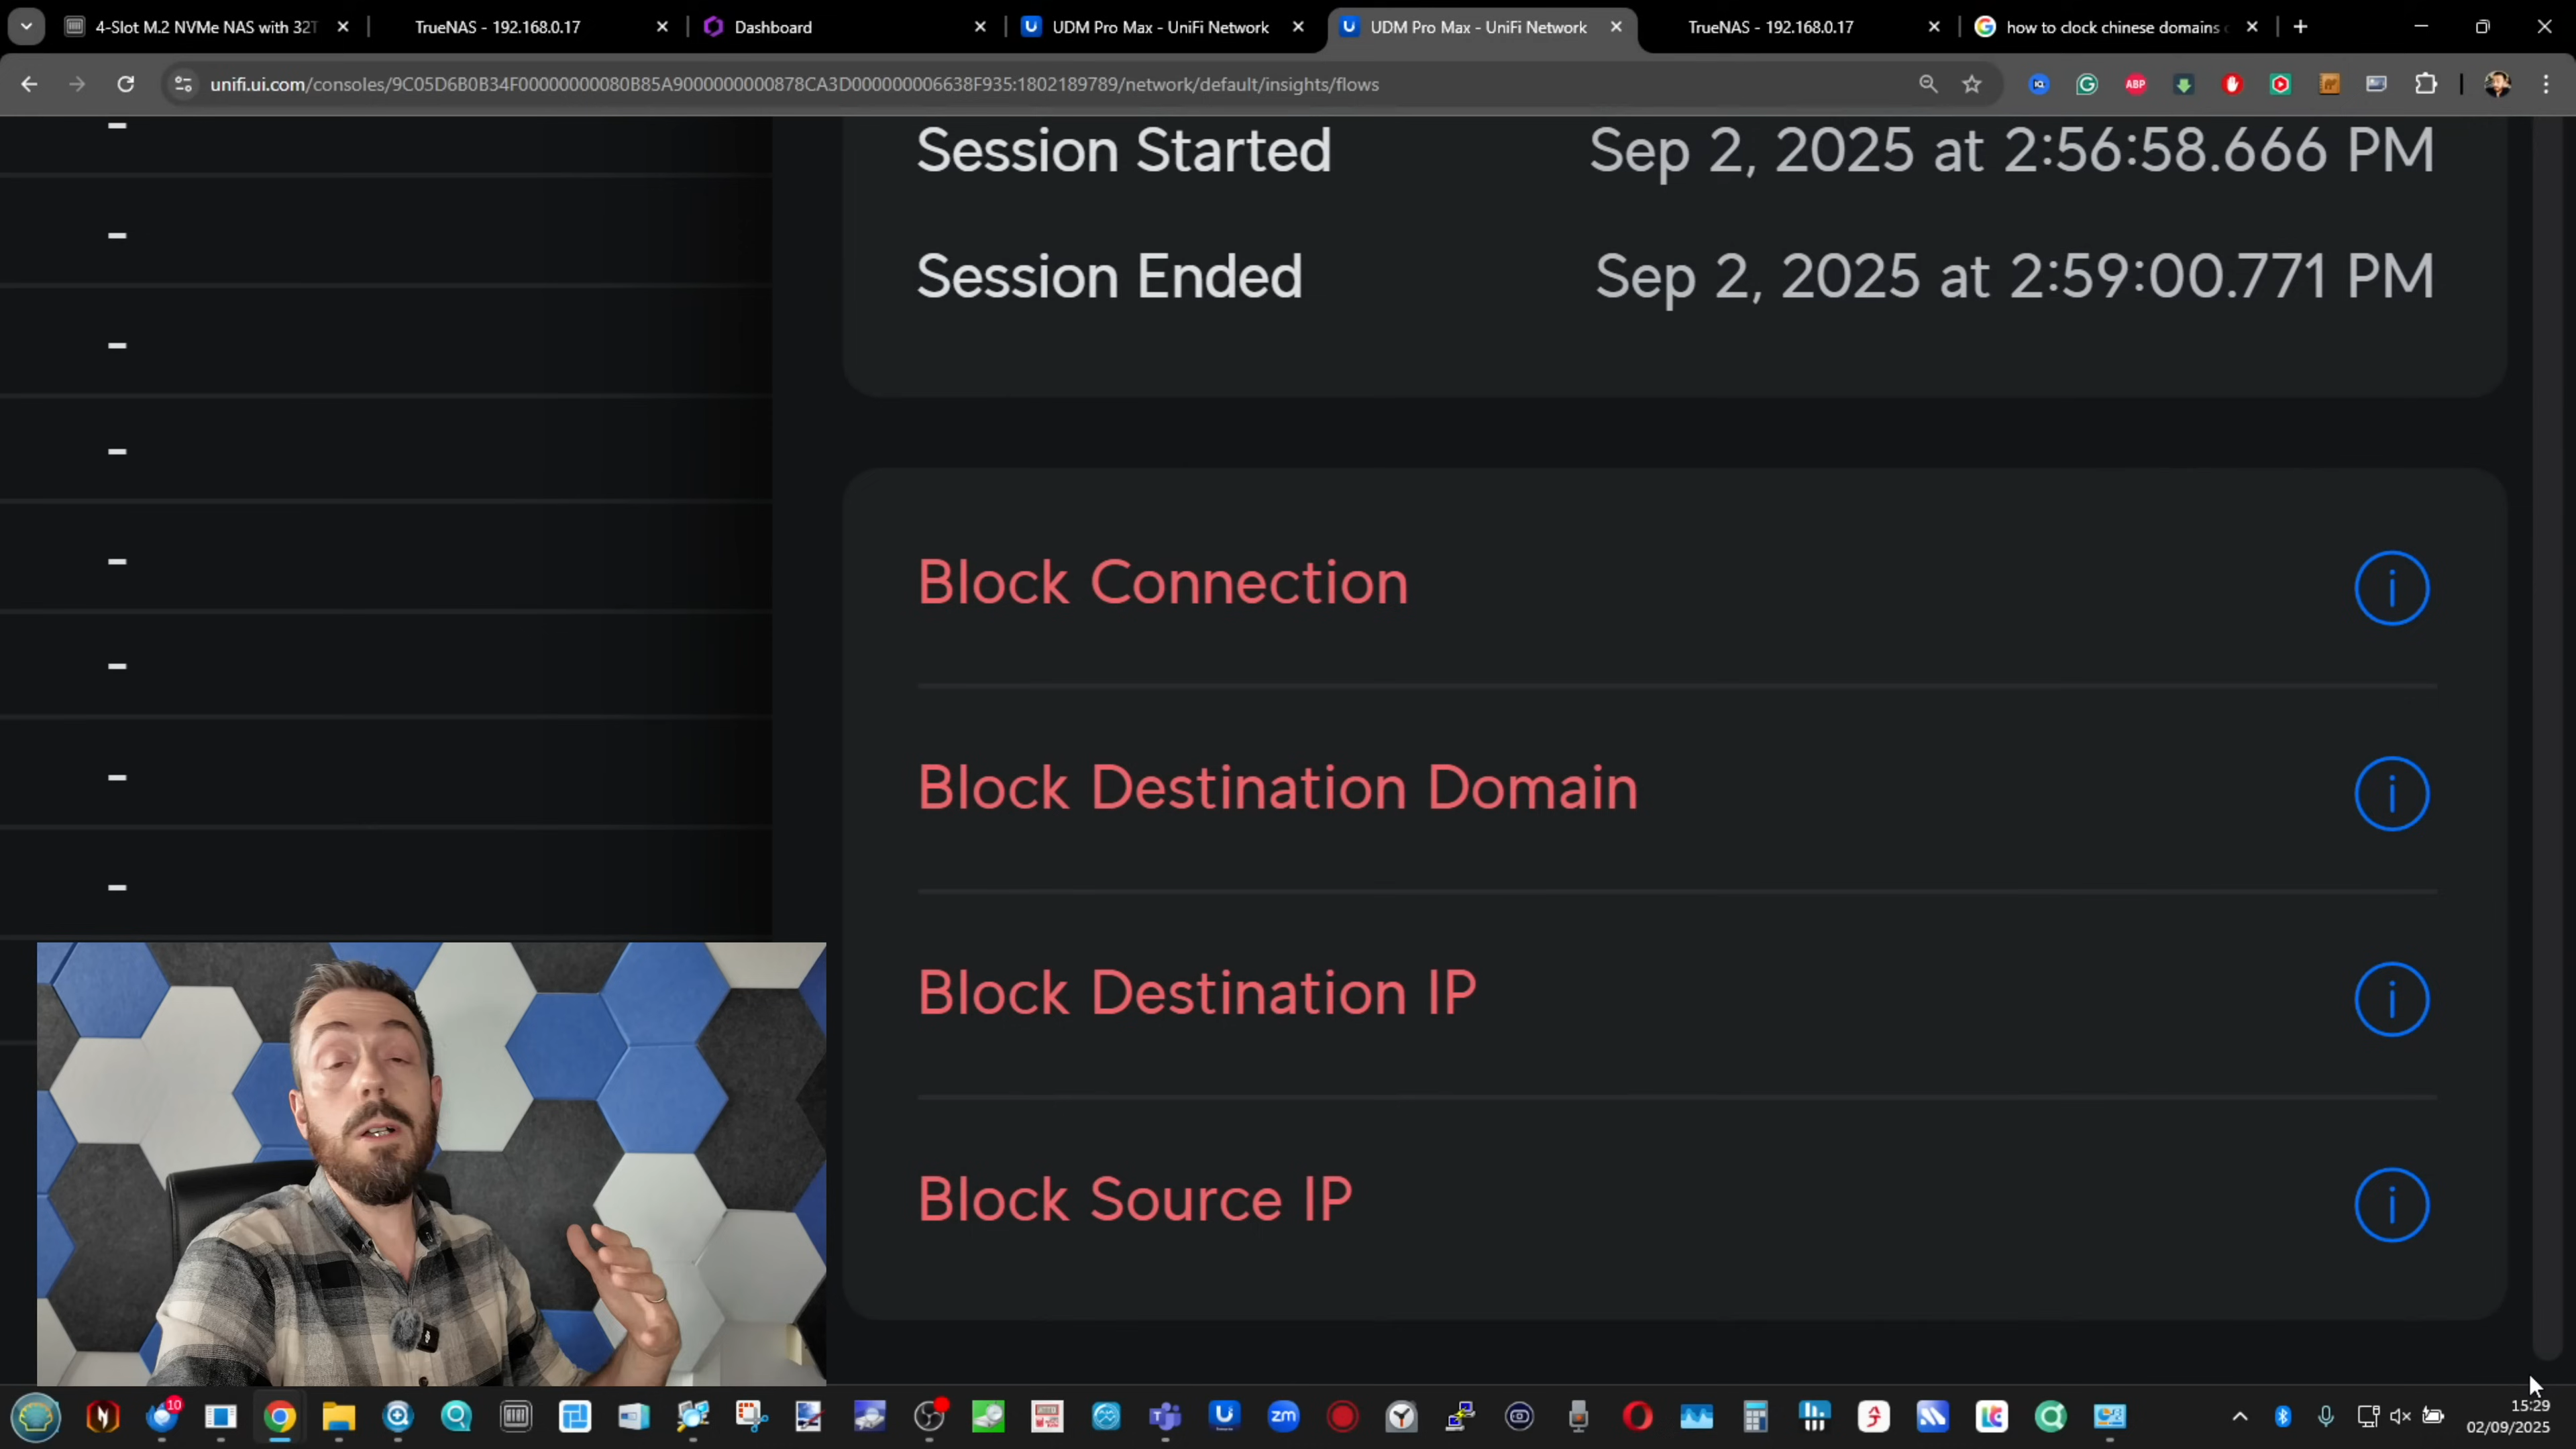 4-Slot M.2 NVMe NAS with 32T
TrueNAS - 192.168.0.17
Dashboard
UDM Pro Max - UniFi Network
UDM Pro Max - UniFi Network
TrueNAS - 192.168.0.17
how to clock chinese domains
unifi.ui.com/consoles/9C05D6B0B34F00000000080B85A9000000000878CA3D000000006638F935:1802189789/network/default/insights/flows
ABP
Session Started
Sep 2, 2025 at 2:56:58.666 PM
Session Ended
Sep 2, 2025 at 2:59:00.771 PM
Block Connection
Block Destination Domain
Block Destination IP
Block Source IP
10
zm
15:29
02/09/2025